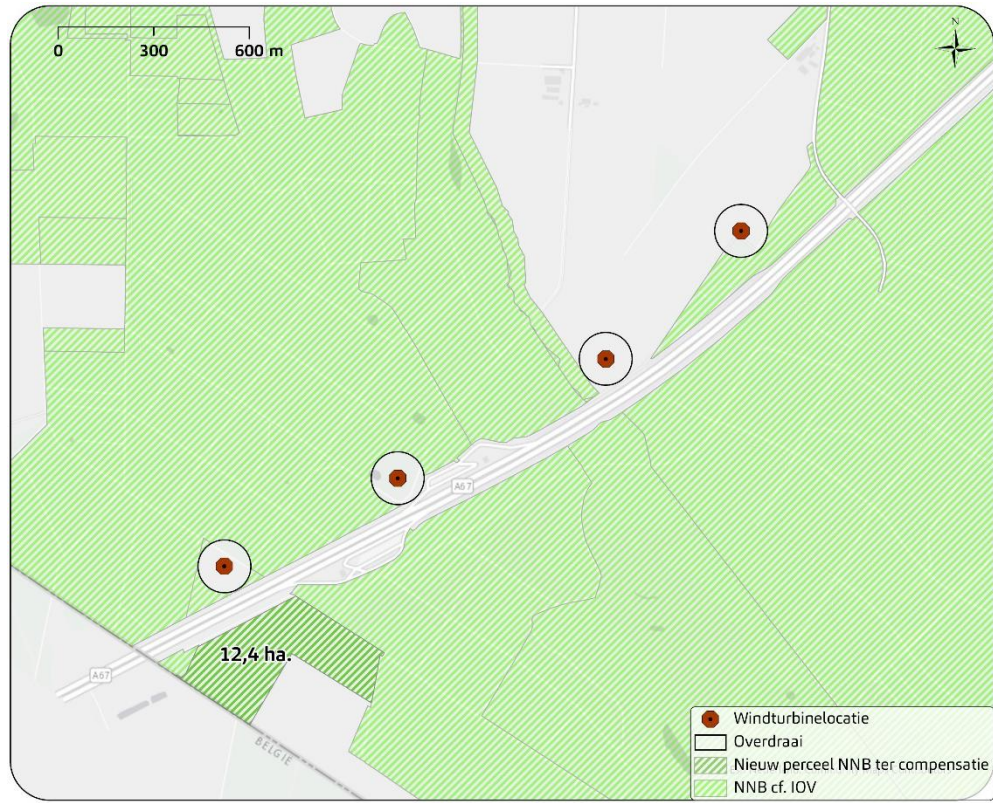 N
0 300 600 m
A67
12,4 ha.
A67
BELGIE
Windturbinelocatie
Overdraai
Nieuw perceel NNB ter compensatie
NNB cf. IOV